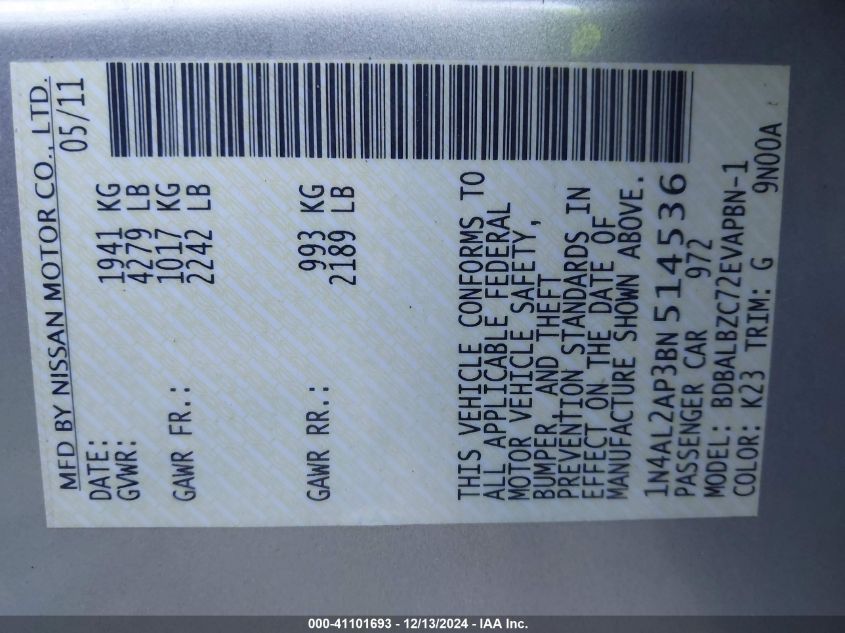 MFD BY NISSAN MOTOR CO., LTD.
DATE: 05/11
GVWR: 1941 KG
4279 LB
GAWR FR.: 1017 KG
2242 LB
GAWR RR.: 993 KG
2189 LB
THIS VEHICLE CONFORMS TO
ALL APPLICABLE FEDERAL
MOTOR VEHICLE SAFETY,
BUMPER, AND THEFT
PREVENTION STANDARDS IN
EFFECT ON THE DATE OF
MANUFACTURE SHOWN ABOVE.
1N4AL2AP3BN514536
PASSENGER CAR 972
MODEL: BDBALBZC72EVAPBN-1
COLOR: K23 TRIM: G 9N00A
000-41101693 - 12/13/2024 - IAA Inc.